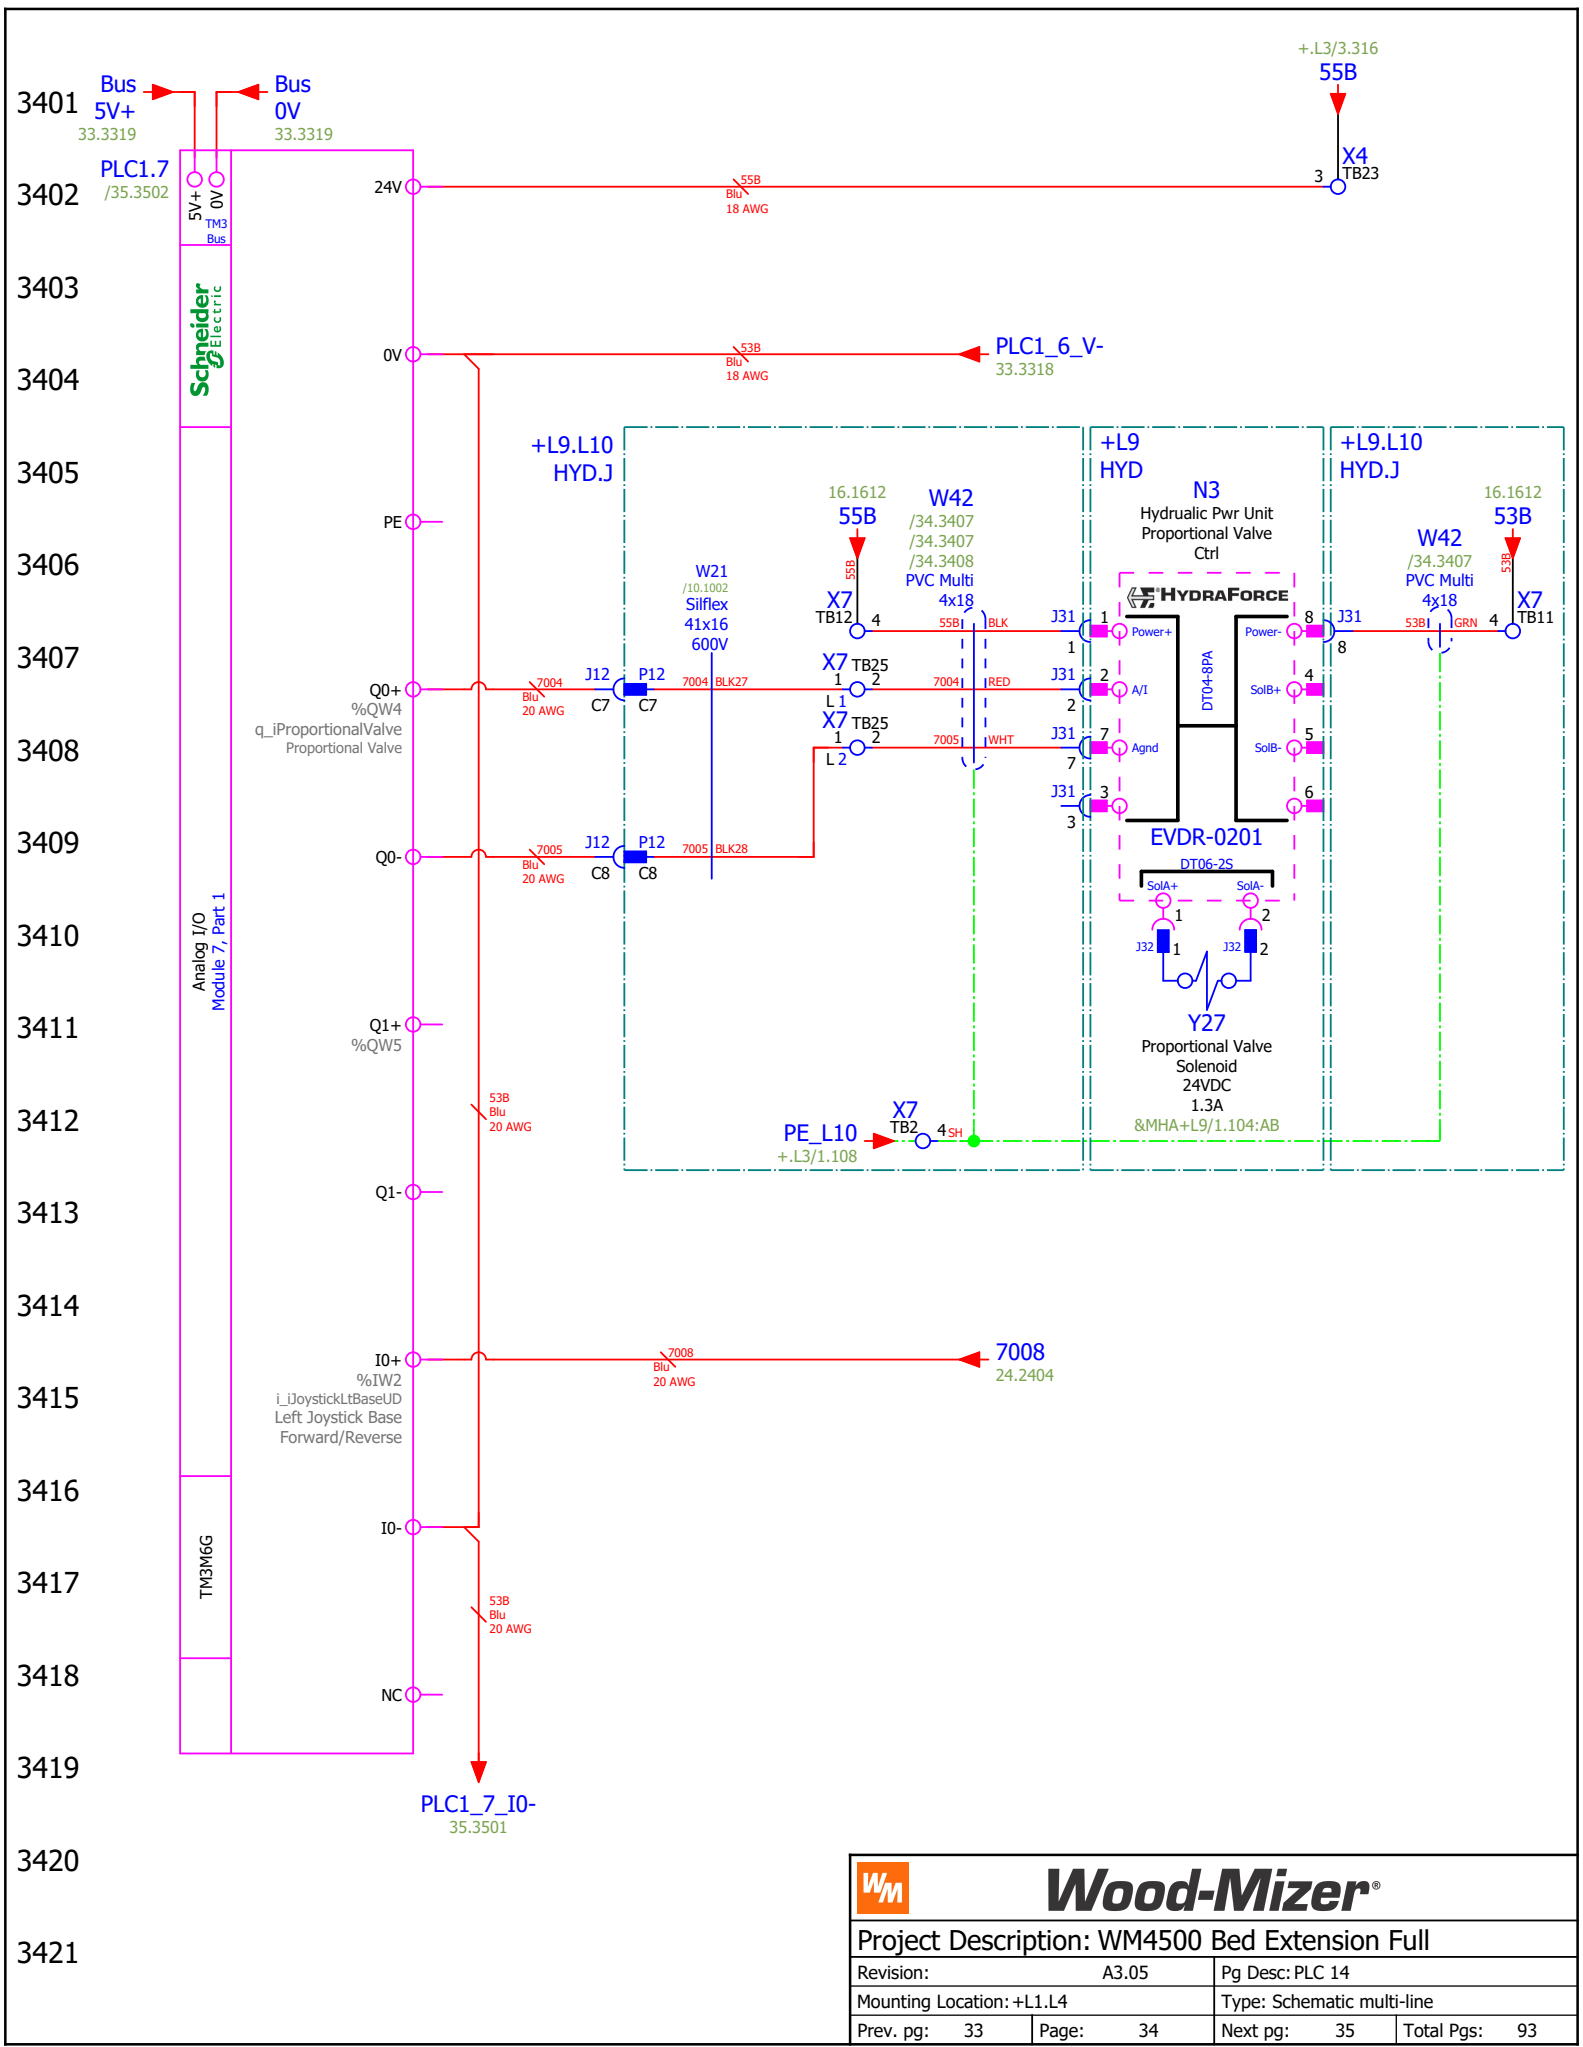 +.L3/3.316
55B
3401
Bus
5V+
33.3319
Bus
0V
33.3319
PLC1.7
/35.3502
5V+
0V
TM3
Bus
3402
24V
55B
Blu
18 AWG
3
X4
TB23
3403
Schneider
Electric
3404
0V
53B
Blu
18 AWG
PLC1_6_V-
33.3318
3405
+L9.L10
HYD.J
+L9
HYD
+L9.L10
HYD.J
PE
16.1612
55B
55B
W42
/34.3407
/34.3407
/34.3408
PVC Multi
4x18
N3
Hydrualic Pwr Unit
Proportional Valve
Ctrl
16.1612
53B
53B
W42
/34.3407
PVC Multi
4x18
3406
W21
/10.1002
Silflex
41x16
600V
HYDRAFORCE
X7
TB12
4
55B
BLK
J31
1
1
Power+
Power-
8
J31
8
53B
GRN
4
X7
TB11
3407
Q0+
%QW4
q_iProportionalValve
Proportional Valve
7004
Blu
20 AWG
J12
C7
P12
C7
7004
BLK27
X7
TB25
1
2
L 1
7004
RED
J31
2
2
A/I
DT04-8PA
SolB+
4
3408
X7
TB25
1
2
L 2
7005
WHT
J31
7
7
Agnd
SolB-
5
J31
3
3
6
3409
Q0-
7005
Blu
20 AWG
J12
C8
P12
C8
7005
BLK28
EVDR-0201
DT06-2S
SolA+
SolA-
1
2
3410
Analog I/O
Module 7, Part 1
J32
1
J32
2
3411
Q1+
%QW5
Y27
Proportional Valve
Solenoid
24VDC
1.3A
&MHA+L9/1.104:AB
3412
53B
Blu
20 AWG
PE_L10
+.L3/1.108
X7
TB2
4
SH
3413
Q1-
3414
I0+
%IW2
i_iJoystickLtBaseUD
Left Joystick Base
Forward/Reverse
7008
Blu
20 AWG
7008
24.2404
3415
3416
I0-
3417
TM3M6G
53B
Blu
20 AWG
3418
NC
3419
PLC1_7_I0-
35.3501
3420
3421
WM
Wood-Mizer®
Project Description: WM4500 Bed Extension Full
Revision: A3.05
Pg Desc: PLC 14
Mounting Location: +L1.L4
Type: Schematic multi-line
Prev. pg: 33
Page: 34
Next pg: 35
Total Pgs: 93